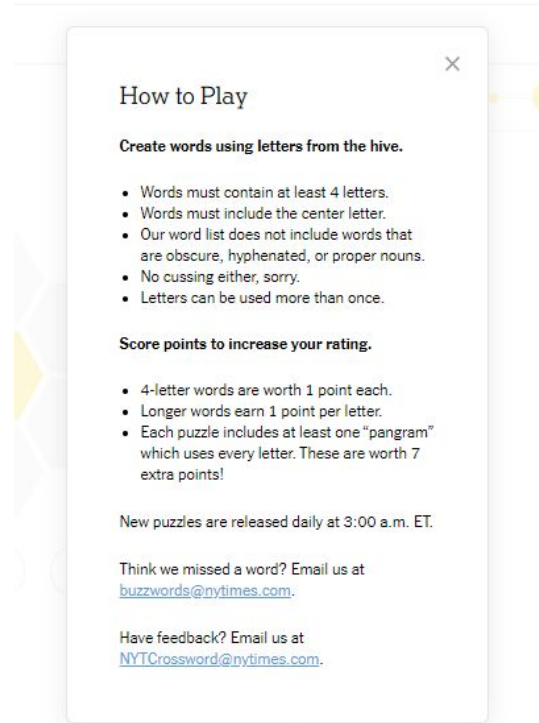 How to Play
Create words using letters from the hive.
• Words must contain at least 4 letters.
• Words must include the center letter.
• Our word list does not include words that
are obscure, hyphenated, or proper nouns.
• No cussing either, sorry.
• Letters can be used more than once.
Score points to increase your rating.
• 4-letter words are worth 1 point each.
• Longer words earn 1 point per letter.
• Each puzzle includes at least one “pangram”
which uses every letter. These are worth 7
extra points!
New puzzles are released daily at 3:00 a.m. ET.
Think we missed a word? Email us at
buzzwords@nytimes.com.
Have feedback? Email us at
NYTCrossword@nytimes.com.